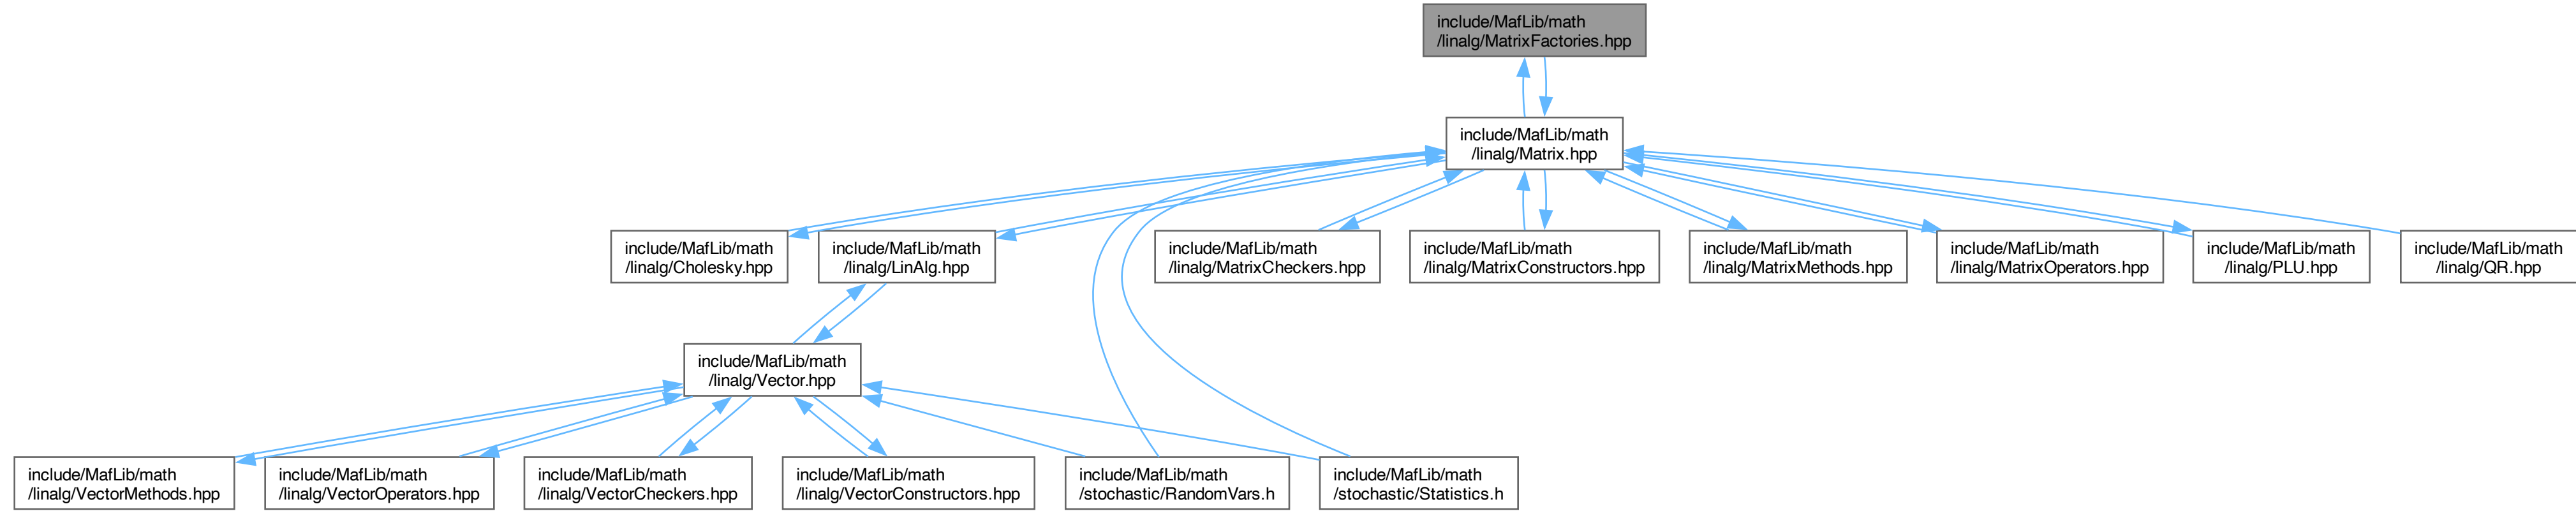 include/MafLib/math
/linalg/MatrixFactories.hpp
include/MafLib/math
/linalg/Matrix.hpp
include/MafLib/math
/linalg/Cholesky.hpp
include/MafLib/math
/linalg/LinAlg.hpp
include/MafLib/math
/linalg/MatrixCheckers.hpp
include/MafLib/math
/linalg/MatrixConstructors.hpp
include/MafLib/math
/linalg/MatrixMethods.hpp
include/MafLib/math
/linalg/MatrixOperators.hpp
include/MafLib/math
/linalg/PLU.hpp
include/MafLib/math
/linalg/QR.hpp
include/MafLib/math
/linalg/Vector.hpp
include/MafLib/math
/linalg/VectorMethods.hpp
include/MafLib/math
/linalg/VectorOperators.hpp
include/MafLib/math
/linalg/VectorCheckers.hpp
include/MafLib/math
/linalg/VectorConstructors.hpp
include/MafLib/math
/stochastic/RandomVars.h
include/MafLib/math
/stochastic/Statistics.h